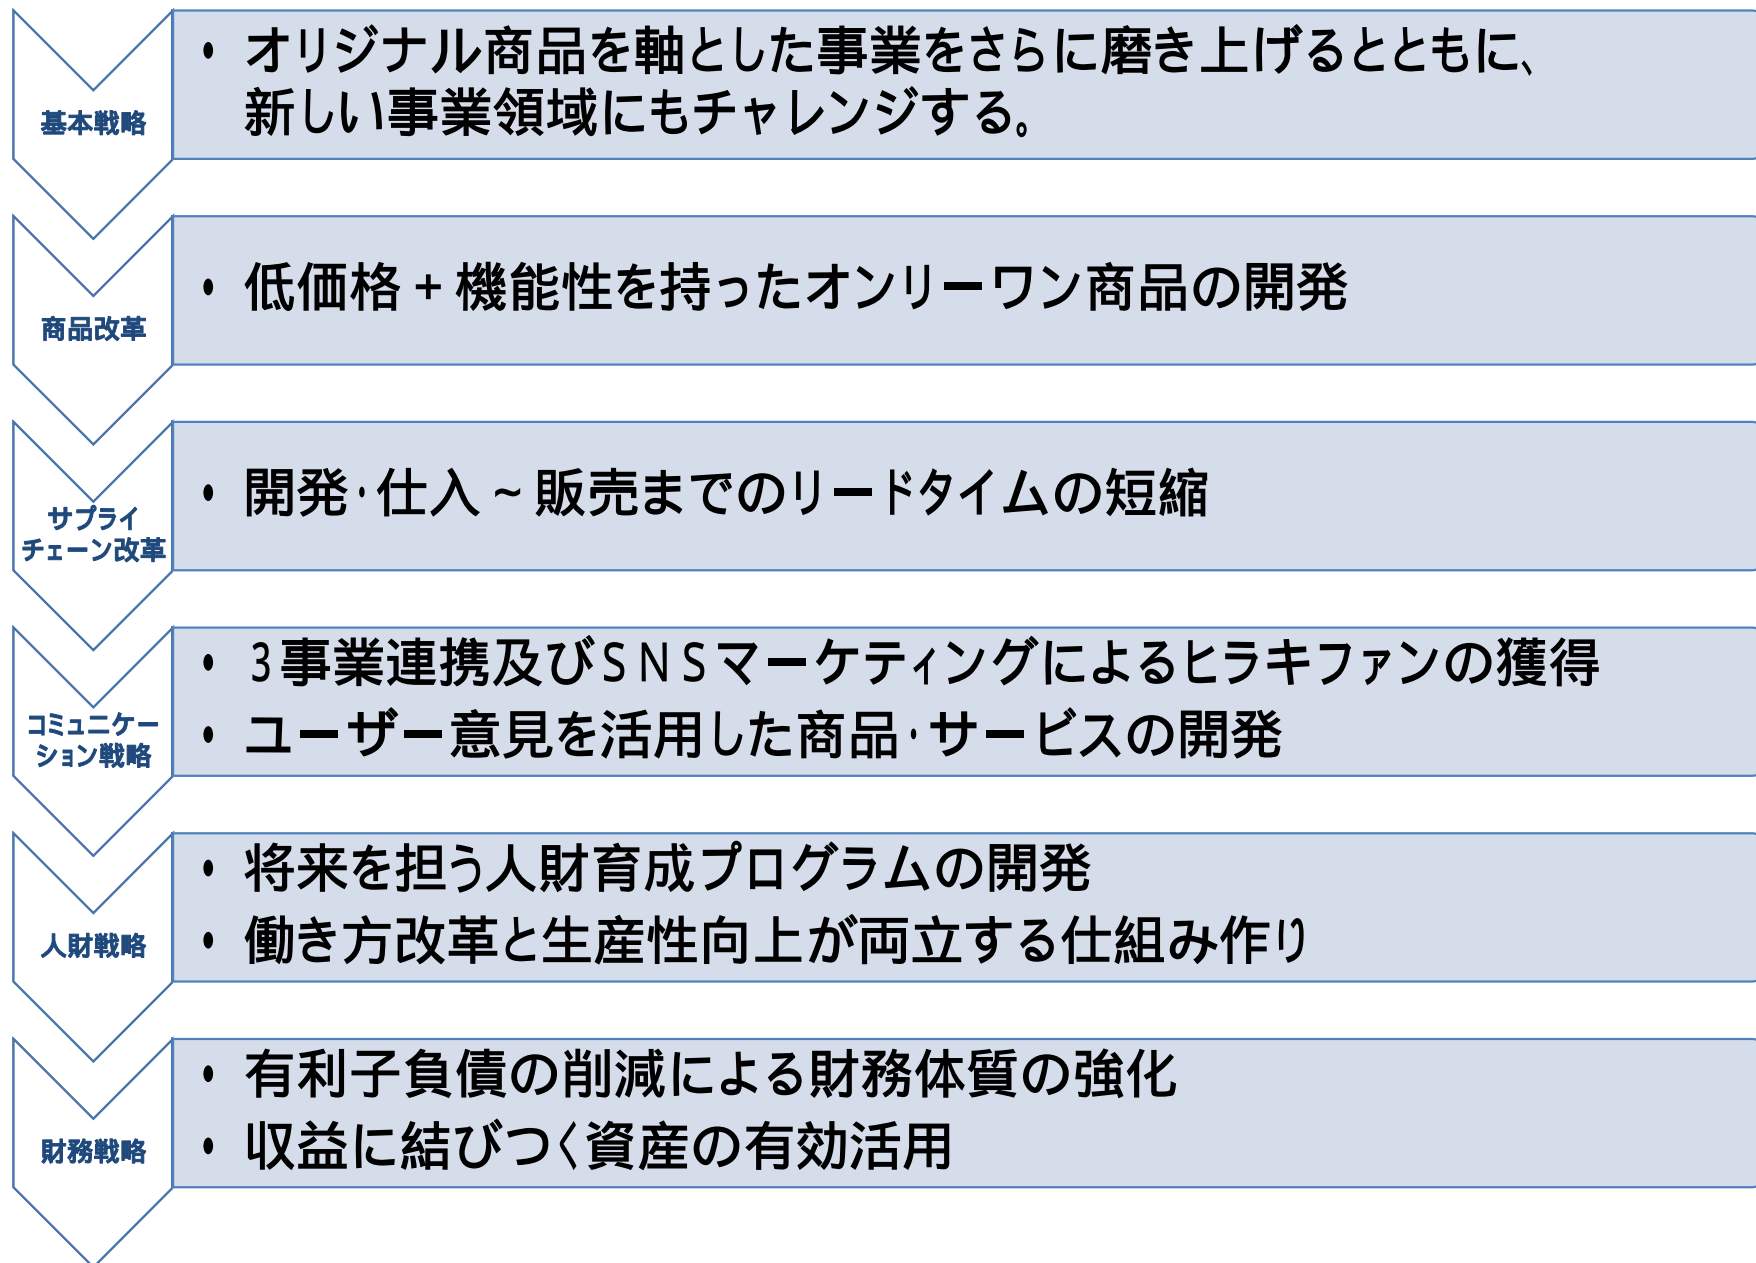 基本戦略
• オリジナル商品を軸とした事業をさらに磨き上げるとともに、
新しい事業領域にもチャレンジする。
商品改革
• 低価格+機能性を持ったオンリーワン商品の開発
サプライ
チェーン改革
• 開発・仕入~販売までのリードタイムの短縮
コミュニケー
ション戦略
• 3事業連携及びSNSマーケティングによるヒラキファンの獲得
• ユーザー意見を活用した商品・サービスの開発
人財戦略
• 将来を担う人財育成プログラムの開発
• 働き方改革と生産性向上が両立する仕組み作り
財務戦略
• 有利子負債の削減による財務体質の強化
• 収益に結びつく資産の有効活用